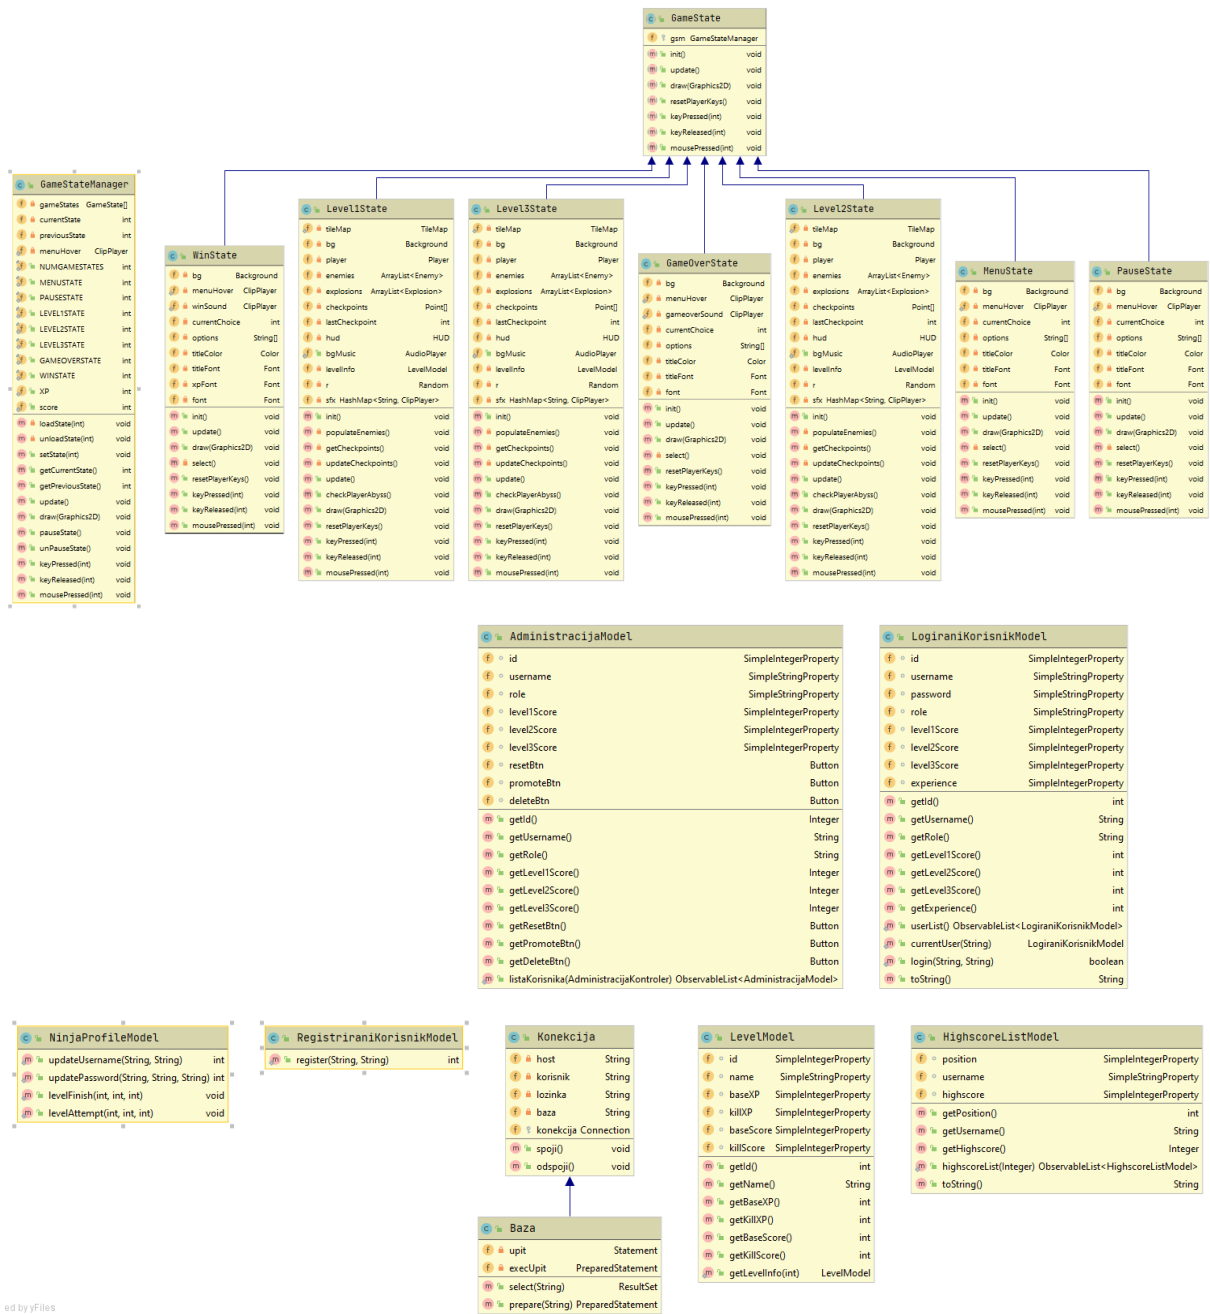 GameState
gsm GameStateManager
init() void
update() void
draw(Graphics2D) void
resetPlayerKeys() void
keyPressed(int) void
keyReleased(int) void
mousePressed(int) void
GameStateManager
gameStates GameState[]
currentState int
previousState int
menuHover ClipPlayer
NUMGAMESTATES int
MENUSTATE int
PAUSESTATE int
LEVEL1STATE int
LEVEL2STATE int
LEVEL3STATE int
GAMEOVERSTATE int
WINSTATE int
XP int
score int
loadState(int) void
unloadState(int) void
setState(int) void
getCurrentState() int
getPreviousState() int
update() void
draw(Graphics2D) void
pauseState() void
unPauseState() void
keyPressed(int) void
keyReleased(int) void
mousePressed(int) void
WinState
bg Background
menuHover ClipPlayer
winSound ClipPlayer
currentChoice int
options String[]
titleColor Color
titleFont Font
xpFont Font
font Font
init() void
update() void
draw(Graphics2D) void
select() void
resetPlayerKeys() void
keyPressed(int) void
keyReleased(int) void
mousePressed(int) void
Level1State
tileMap TileMap
bg Background
player Player
enemies ArrayList<Enemy>
explosions ArrayList<Explosion>
checkpoints Point[]
lastCheckpoint int
hud HUD
bgMusic AudioPlayer
levelInfo LevelModel
r Random
sfx HashMap<String, ClipPlayer>
init() void
populateEnemies() void
getCheckpoints() void
updateCheckpoints() void
update() void
checkPlayerAbyss() void
draw(Graphics2D) void
resetPlayerKeys() void
keyPressed(int) void
keyReleased(int) void
mousePressed(int) void
Level3State
tileMap TileMap
bg Background
player Player
enemies ArrayList<Enemy>
explosions ArrayList<Explosion>
checkpoints Point[]
lastCheckpoint int
hud HUD
bgMusic AudioPlayer
levelInfo LevelModel
r Random
sfx HashMap<String, ClipPlayer>
init() void
populateEnemies() void
getCheckpoints() void
updateCheckpoints() void
update() void
checkPlayerAbyss() void
draw(Graphics2D) void
resetPlayerKeys() void
keyPressed(int) void
keyReleased(int) void
mousePressed(int) void
GameOverState
bg Background
menuHover ClipPlayer
gameoverSound ClipPlayer
currentChoice int
options String[]
titleColor Color
titleFont Font
font Font
init() void
update() void
draw(Graphics2D) void
select() void
resetPlayerKeys() void
keyPressed(int) void
keyReleased(int) void
mousePressed(int) void
Level2State
tileMap TileMap
bg Background
player Player
enemies ArrayList<Enemy>
explosions ArrayList<Explosion>
checkpoints Point[]
lastCheckpoint int
hud HUD
bgMusic AudioPlayer
levelInfo LevelModel
r Random
sfx HashMap<String, ClipPlayer>
init() void
populateEnemies() void
getCheckpoints() void
updateCheckpoints() void
update() void
checkPlayerAbyss() void
draw(Graphics2D) void
resetPlayerKeys() void
keyPressed(int) void
keyReleased(int) void
mousePressed(int) void
MenuState
bg Background
menuHover ClipPlayer
currentChoice int
options String[]
titleColor Color
titleFont Font
font Font
init() void
update() void
draw(Graphics2D) void
select() void
resetPlayerKeys() void
keyPressed(int) void
keyReleased(int) void
mousePressed(int) void
PauseState
bg Background
menuHover ClipPlayer
currentChoice int
options String[]
titleColor Color
titleFont Font
font Font
init() void
update() void
draw(Graphics2D) void
select() void
resetPlayerKeys() void
keyPressed(int) void
keyReleased(int) void
mousePressed(int) void
AdministracijaModel
id SimpleIntegerProperty
username SimpleStringProperty
role SimpleStringProperty
level1Score SimpleIntegerProperty
level2Score SimpleIntegerProperty
level3Score SimpleIntegerProperty
resetBtn Button
promoteBtn Button
deleteBtn Button
getId() Integer
getUsername() String
getRole() String
getLevel1Score() Integer
getLevel2Score() Integer
getLevel3Score() Integer
getResetBtn() Button
getPromoteBtn() Button
getDeleteBtn() Button
listaKorisnika(AdministracijaKontroler) ObservableList<AdministracijaModel>
LogiraniKorisnikModel
id SimpleIntegerProperty
username SimpleStringProperty
password SimpleStringProperty
role SimpleStringProperty
level1Score SimpleIntegerProperty
level2Score SimpleIntegerProperty
level3Score SimpleIntegerProperty
experience SimpleIntegerProperty
getId() int
getUsername() String
getRole() String
getLevel1Score() int
getLevel2Score() int
getLevel3Score() int
getExperience() int
userList() ObservableList<LogiraniKorisnikModel>
currentUser(String) LogiraniKorisnikModel
login(String, String) boolean
toString() String
NinjaProfileModel
updateUsername(String, String) int
updatePassword(String, String, String) int
levelFinish(int, int, int) void
levelAttempt(int, int, int) void
RegistriraniKorisnikModel
register(String, String) int
Konekcija
host String
korisnik String
lozinka String
baza String
konekcija Connection
spoji() void
odspoji() void
Baza
upit Statement
execUpit PreparedStatement
select(String) ResultSet
prepare(String) PreparedStatement
LevelModel
id SimpleIntegerProperty
name SimpleStringProperty
baseXP SimpleIntegerProperty
killXP SimpleIntegerProperty
baseScore SimpleIntegerProperty
killScore SimpleIntegerProperty
getId() int
getName() String
getBaseXP() int
getKillXP() int
getBaseScore() int
getKillScore() int
getLevelInfo(int) LevelModel
HighscoreListModel
position SimpleIntegerProperty
username SimpleStringProperty
highscore SimpleIntegerProperty
getPosition() int
getUsername() String
getHighscore() Integer
highscoreList(Integer) ObservableList<HighscoreListModel>
toString() String
ed by yFiles